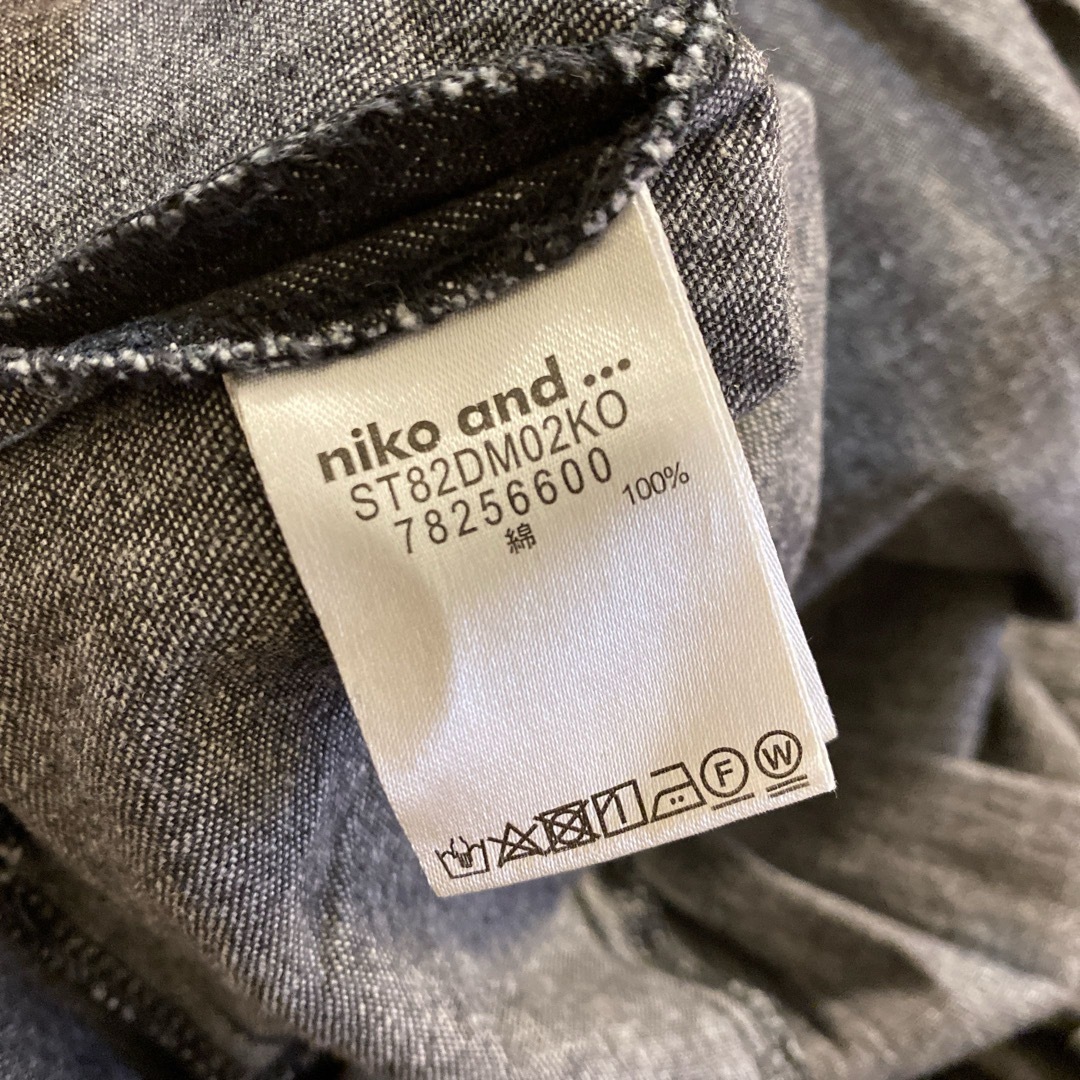 niko and ...
ST82DM02KO
78256600
綿 100%
F W